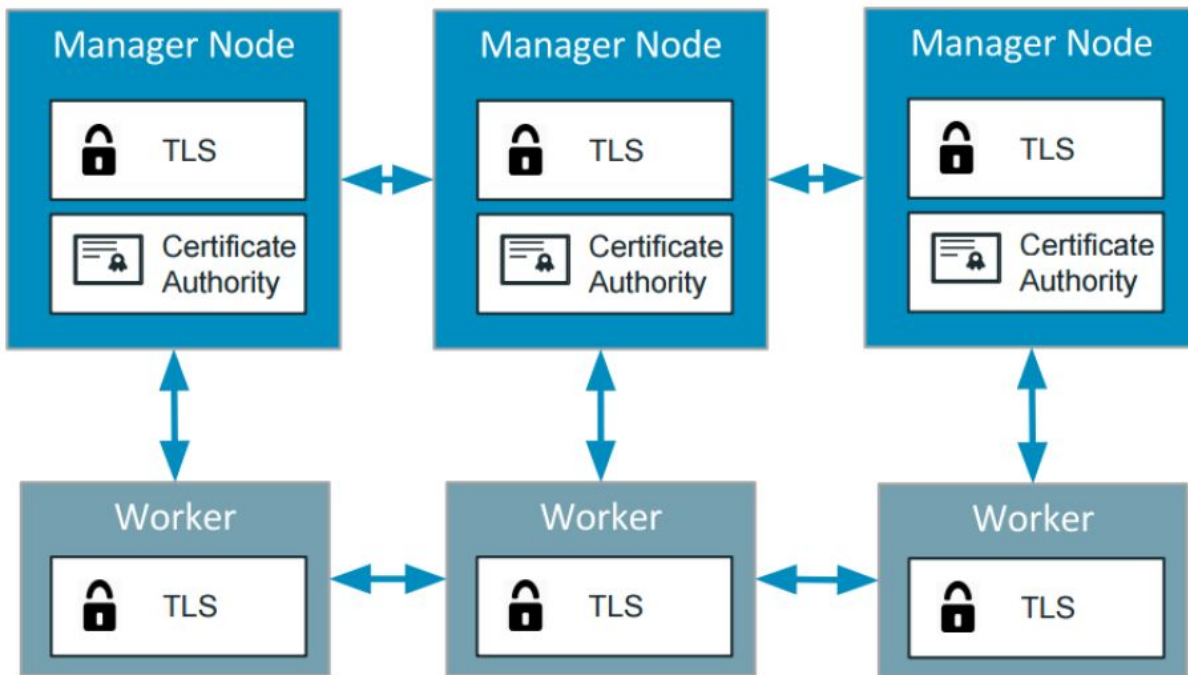 Manager Node
Manager Node
Manager Node
TLS
TLS
TLS
Certificate
Authority
Certificate
Authority
Certificate
Authority
Worker
Worker
Worker
TLS
TLS
TLS